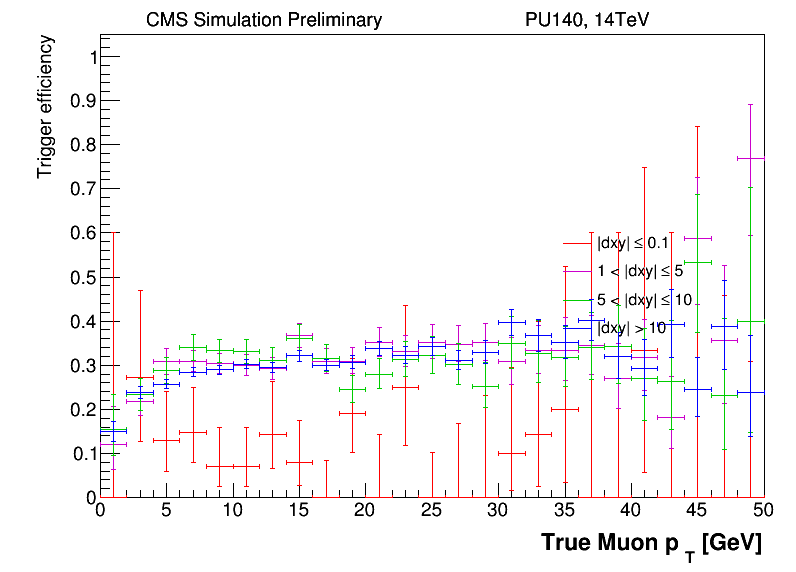 CMS Simulation Preliminary PU140, 14TeV
Trigger efficiency
1
0.9
0.8
0.7
0.6
0.5
0.4
0.3
0.2
0.1
0
|dxy| ≤ 0.1
1 < |dxy| ≤ 5
5 < |dxy| ≤ 10
|dxy| > 10
0 5 10 15 20 25 30 35 40 45 50
True Muon p T [GeV]